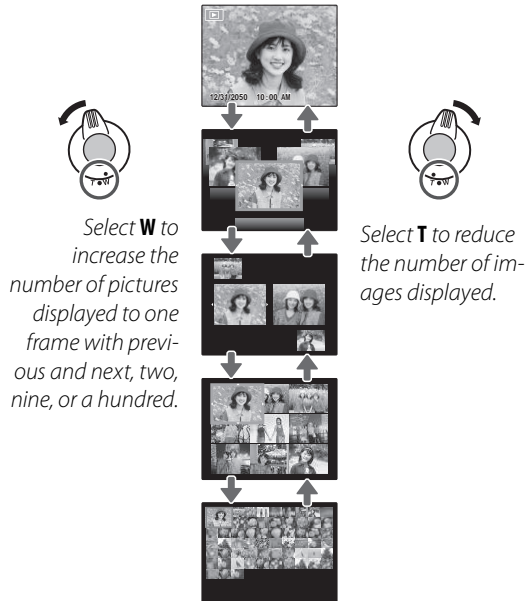 12/31/2050 10:00 AM
T W
T W
Select W to
increase the
number of pictures
displayed to one
frame with previ-
ous and next, two,
nine, or a hundred.
Select T to reduce
the number of im-
ages displayed.